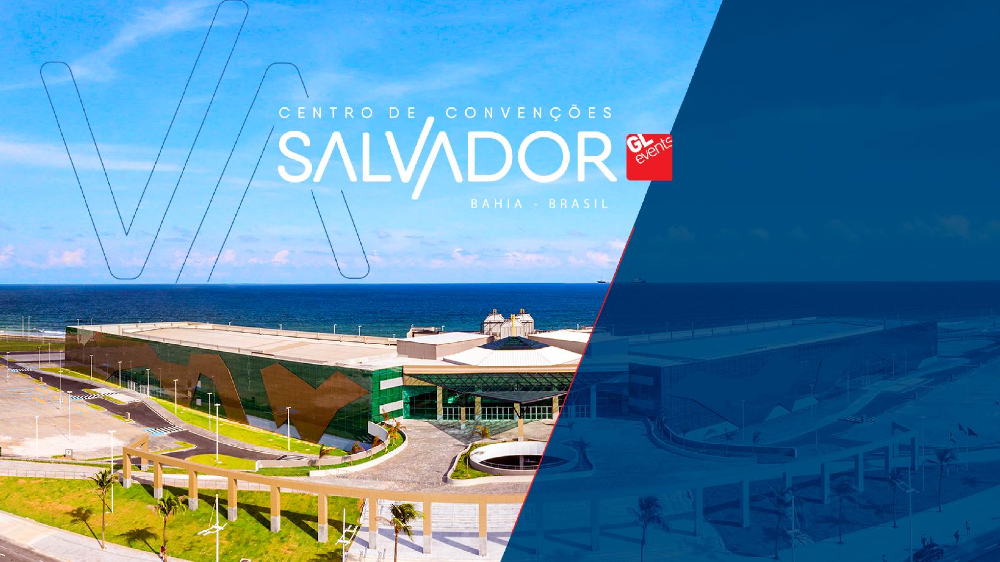 CENTRO DE CONVENÇÕES
SALVADOR
GL
events
BAHIA - BRASIL